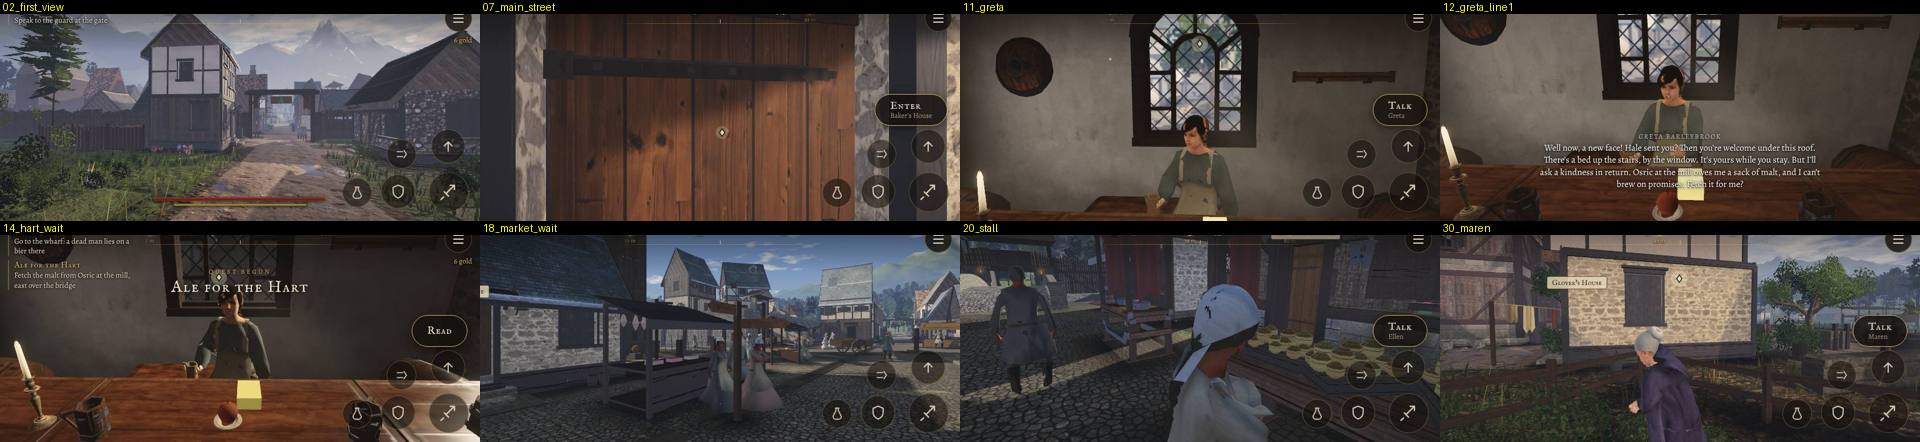 02_first_view
Speak to the guard at the gate
6 gold
07_main_street
ENTER
Baker's House
11_greta
TALK
Greta
12_greta_line1
GRETA BARLEYBROOK
Well now, a new face! Hale sent you? Then you're welcome under this roof.
There's a bed up the stairs, by the window. It's yours while you stay. But I'll
ask a kindness in return. Osric at the mill owes me a sack of malt, and I can't
brew on promises. Fetch it for me?
14_hart_wait
Go to the wharf: a dead man lies on a
bier there
ALE FOR THE HART
Fetch the malt from Osric at the mill,
east over the bridge
6 gold
QUEST BEGUN
ALE FOR THE HART
READ
18_market_wait
20_stall
TALK
Ellen
30_maren
GLOVER'S HOUSE
TALK
Maren